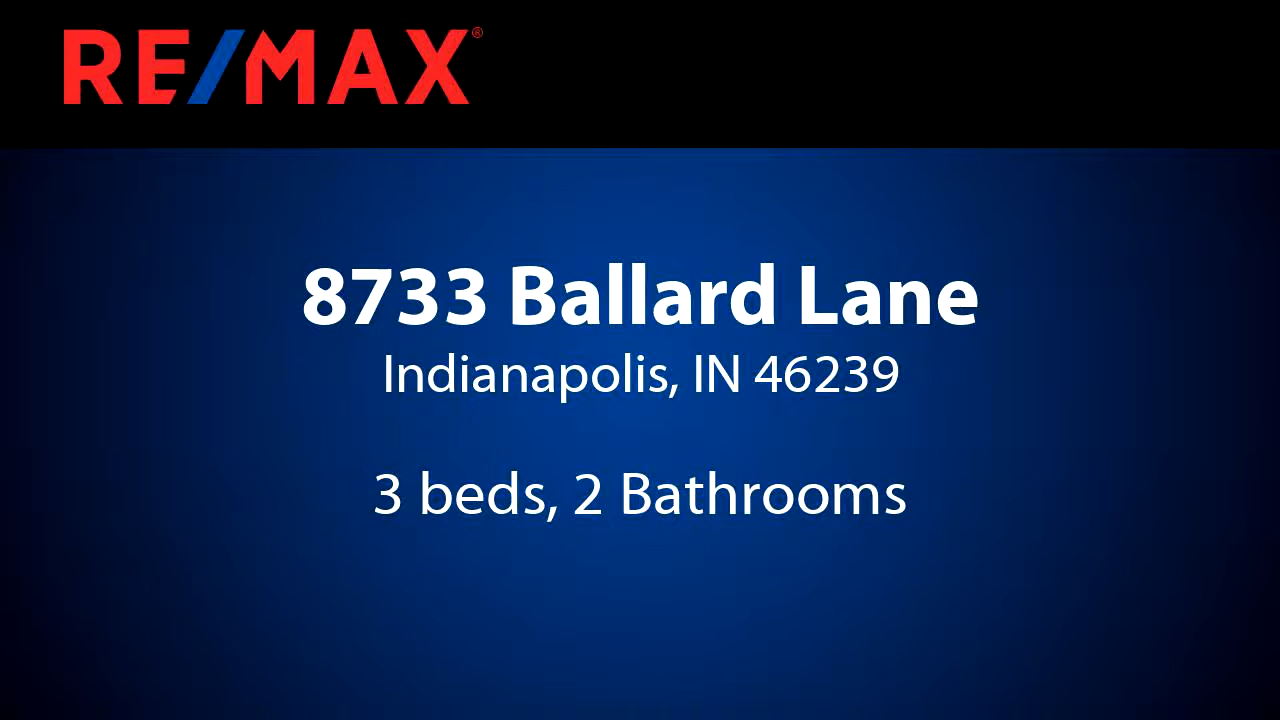 RE/MAX®
8733 Ballard Lane
Indianapolis, IN 46239
3 beds, 2 Bathrooms